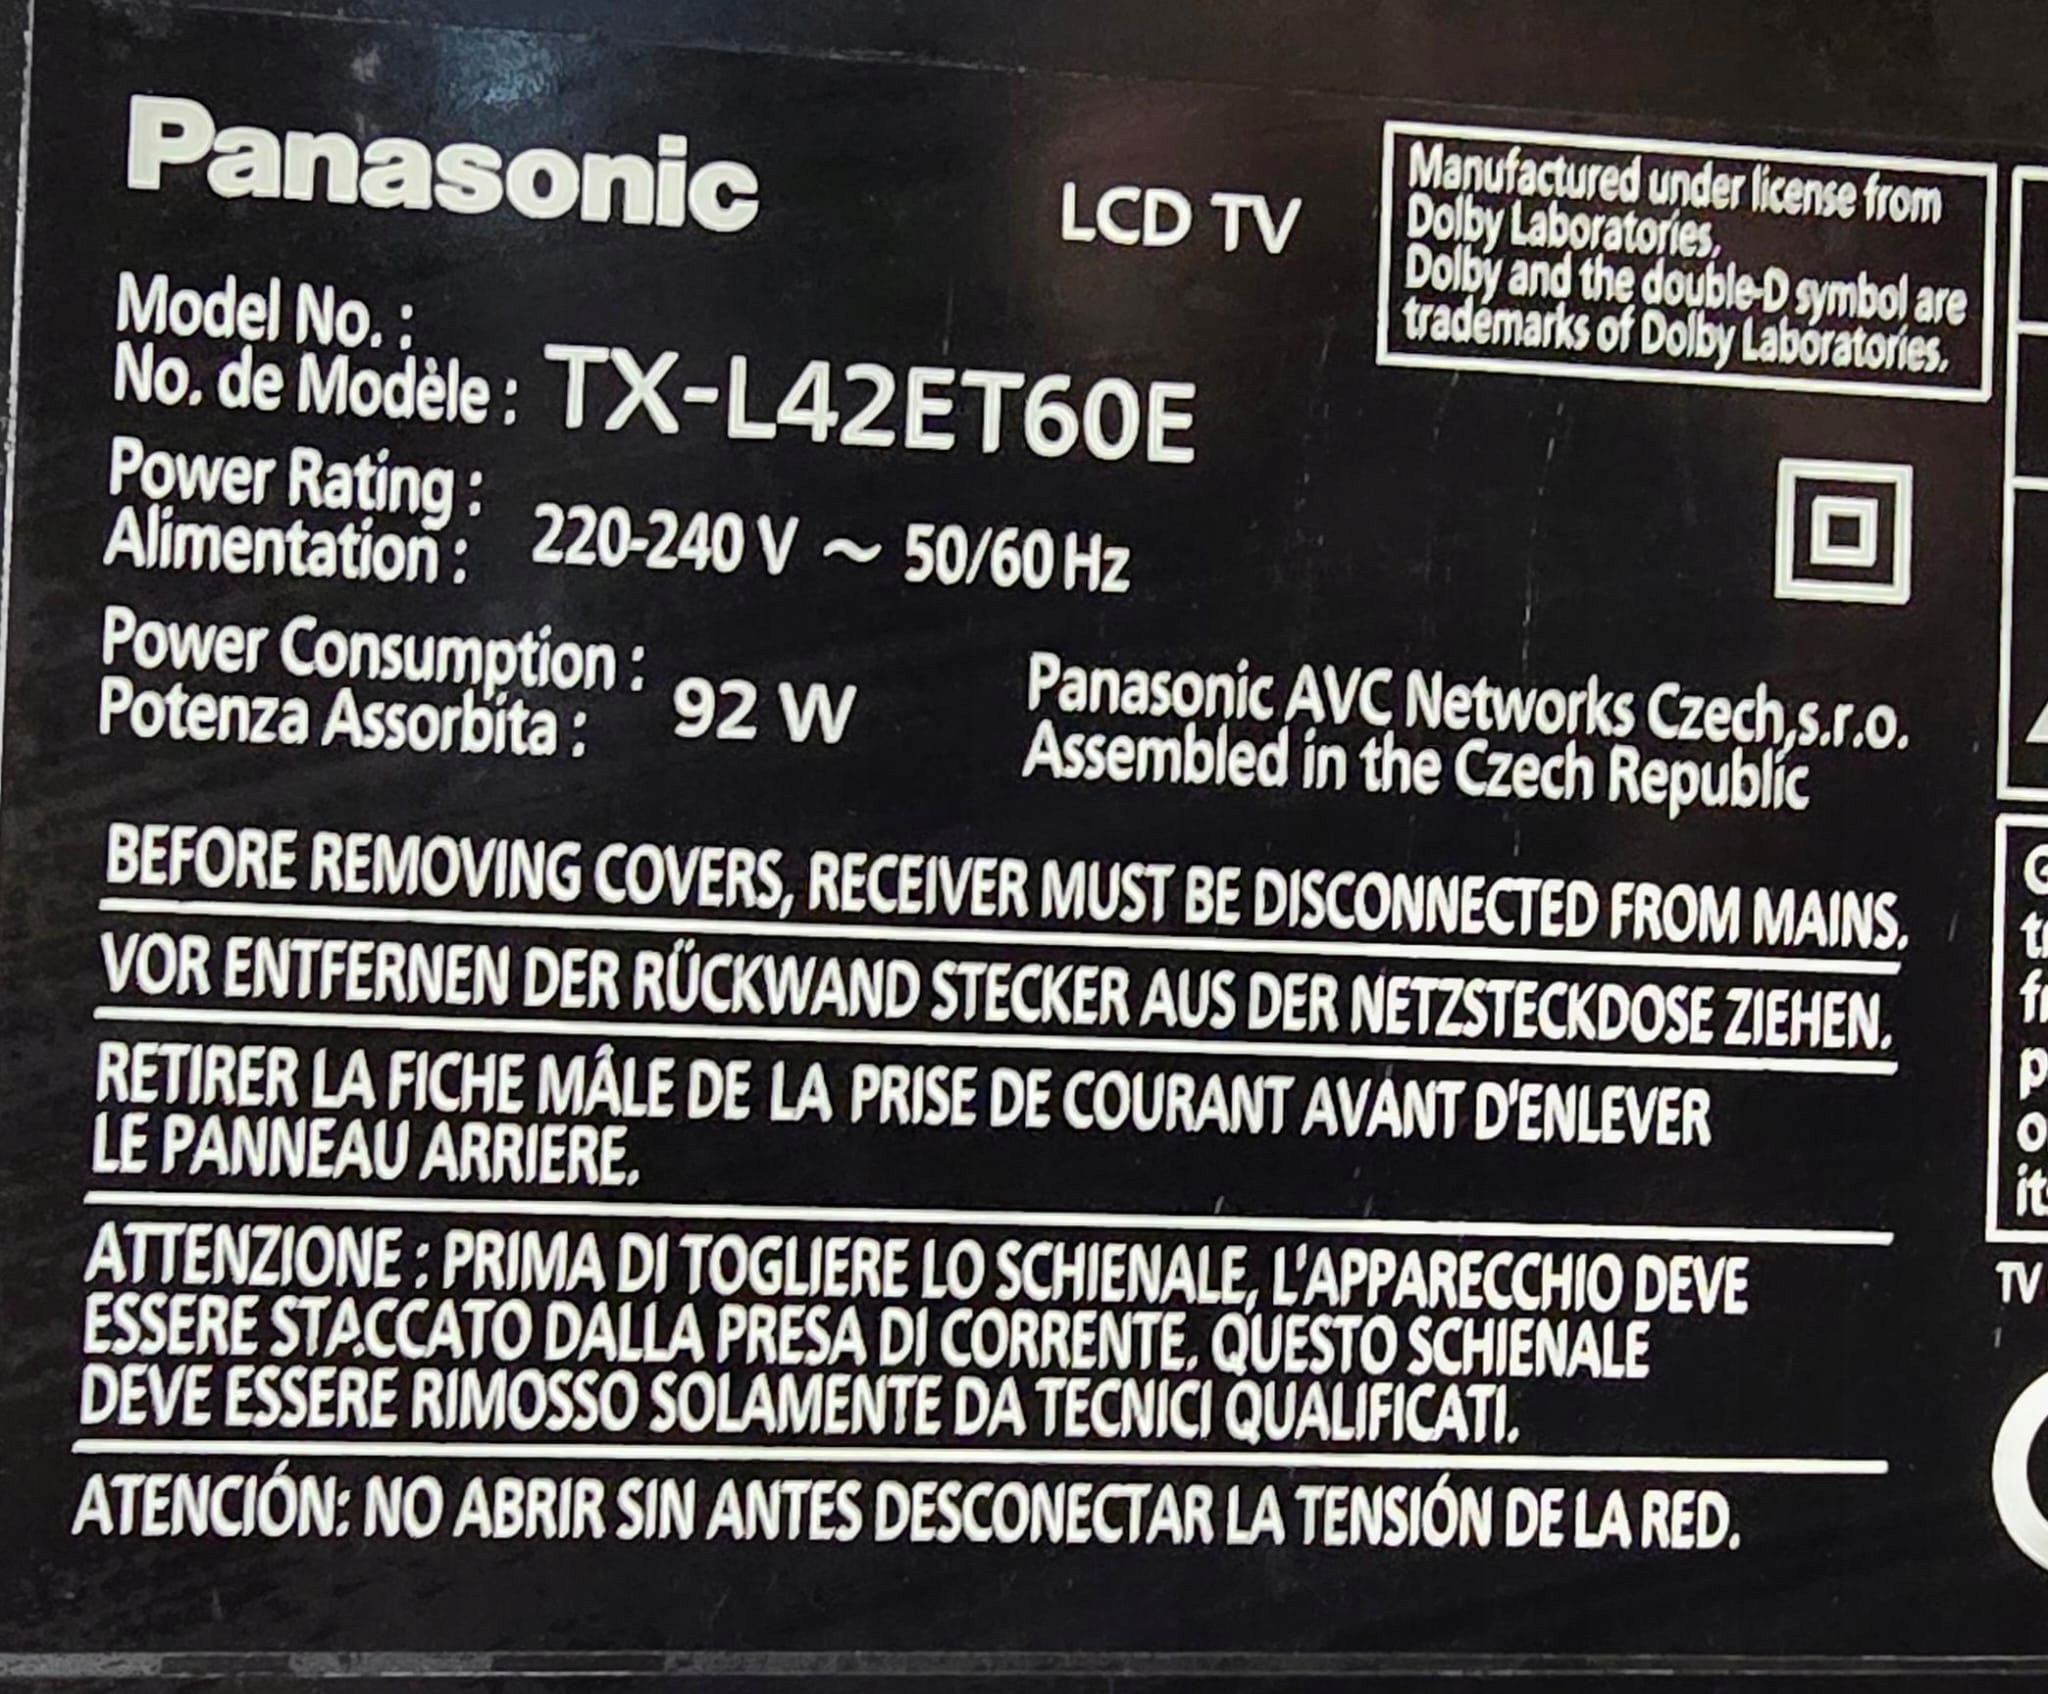 Panasonic
LCD TV
Manufactured under license from
Dolby Laboratories.
Dolby and the double-D symbol are
trademarks of Dolby Laboratories.
Model No. :
No. de Modèle : TX-L42ET60E
Power Rating :
Alimentation : 220-240 V ~ 50/60 Hz
Power Consumption :
Potenza Assorbita : 92 W
Panasonic AVC Networks Czech,s.r.o.
Assembled in the Czech Republic
BEFORE REMOVING COVERS, RECEIVER MUST BE DISCONNECTED FROM MAINS.
VOR ENTFERNEN DER RÜCKWAND STECKER AUS DER NETZSTECKDOSE ZIEHEN.
RETIRER LA FICHE MÂLE DE LA PRISE DE COURANT AVANT D'ENLEVER
LE PANNEAU ARRIERE.
ATTENZIONE : PRIMA DI TOGLIERE LO SCHIENALE, L'APPARECCHIO DEVE
ESSERE STACCATO DALLA PRESA DI CORRENTE. QUESTO SCHIENALE
DEVE ESSERE RIMOSSO SOLAMENTE DA TECNICI QUALIFICATI.
ATENCIÓN: NO ABRIR SIN ANTES DESCONECTAR LA TENSIÓN DE LA RED.
TV